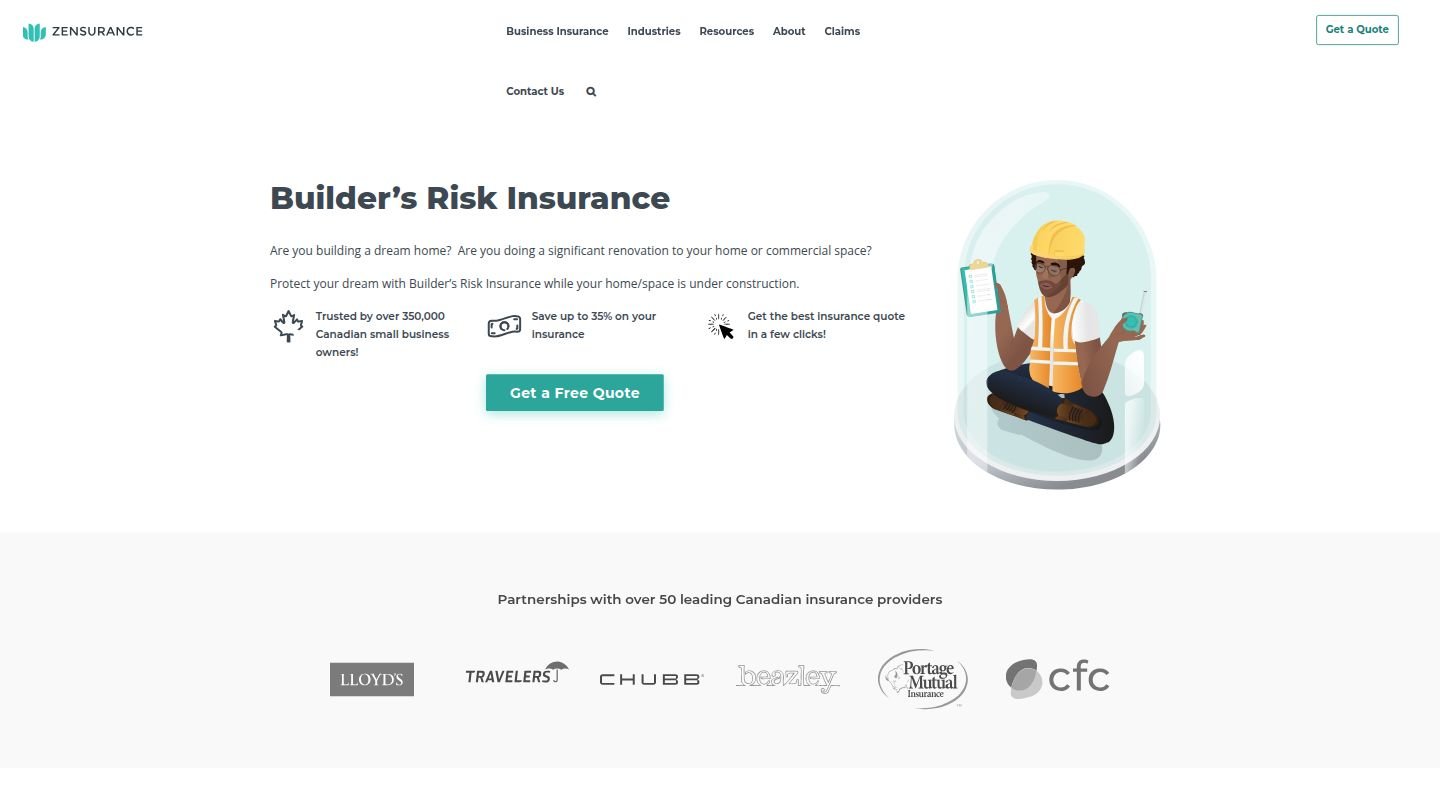 ZENSURANCE
Business Insurance Industries Resources About Claims
Get a Quote
Contact Us
Builder’s Risk Insurance
Are you building a dream home?  Are you doing a significant renovation to your home or commercial space?
Protect your dream with Builder’s Risk Insurance while your home/space is under construction.
Trusted by over 350,000
Canadian small business
owners!
Save up to 35% on your
insurance
Get the best insurance quote
in a few clicks!
Get a Free Quote
Partnerships with over 50 leading Canadian insurance providers
LLOYD'S
TRAVELERS
CHUBB®
beazley
Portage
Mutual
Insurance
TM
cfc